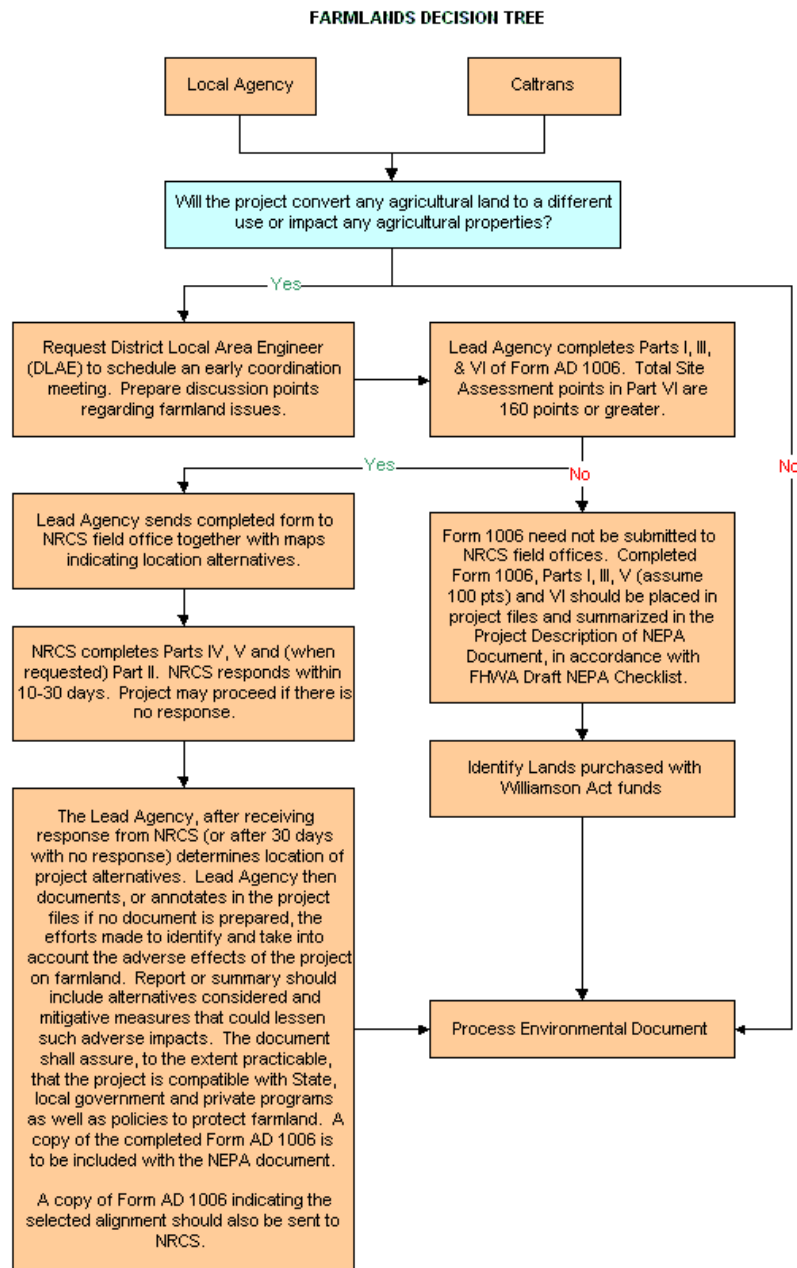 FARMLANDS DECISION TREE
Local Agency
Caltrans
Will the project convert any agricultural land to a different
use or impact any agricultural properties?
Yes
Request District Local Area Engineer
(DLAE) to schedule an early coordination
meeting. Prepare discussion points
regarding farmland issues.
Lead Agency completes Parts I, III,
& VI of Form AD 1006. Total Site
Assessment points in Part VI are
160 points or greater.
Yes
No
No
Lead Agency sends completed form to
NRCS field office together with maps
indicating location alternatives.
Form 1006 need not be submitted to
NRCS field offices. Completed
Form 1006, Parts I, III, V (assume
100 pts) and VI should be placed in
project files and summarized in the
Project Description of NEPA
Document, in accordance with
FHWA Draft NEPA Checklist.
NRCS completes Parts IV, V and (when
requested) Part II. NRCS responds within
10-30 days. Project may proceed if there is
no response.
Identify Lands purchased with
Williamson Act funds
The Lead Agency, after receiving
response from NRCS (or after 30 days
with no response) determines location of
project alternatives. Lead Agency then
documents, or annotates in the project
files if no document is prepared, the
efforts made to identify and take into
account the adverse effects of the project
on farmland. Report or summary should
include alternatives considered and
mitigative measures that could lessen
such adverse impacts. The document
shall assure, to the extent practicable,
that the project is compatible with State,
local government and private programs
as well as policies to protect farmland. A
copy of the completed Form AD 1006 is
to be included with the NEPA document.
A copy of Form AD 1006 indicating the
selected alignment should also be sent to
NRCS.
Process Environmental Document